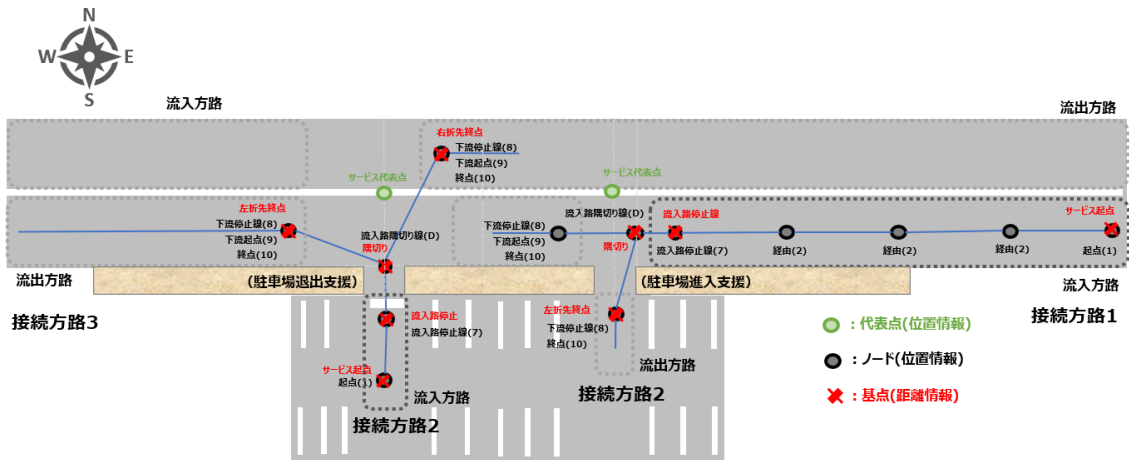 N
W
E
S
流入方路
流出方路
右折先終点
下流停止線(8)
下流起点(9)
終点(10)
サービス代表点
サービス代表点
左折先終点
下流停止線(8)
下流起点(9)
終点(10)
流入路隅切り線(D)
隅切り
下流停止線(8)
下流起点(9)
終点(10)
流入路隅切り線(D)
隅切り
流入路停止線
流入路停止線(7)
経由(2)
経由(2)
経由(2)
サービス起点
起点(1)
流出方路
(駐車場退出支援)
(駐車場進入支援)
流入方路
接続方路3
接続方路1
流入路停止
流入路停止線(7)
左折先終点
下流停止線(8)
終点(10)
流出方路
サービス起点
起点(1)
流入方路
接続方路2
接続方路2
：代表点(位置情報)
：ノード(位置情報)
：基点(距離情報)